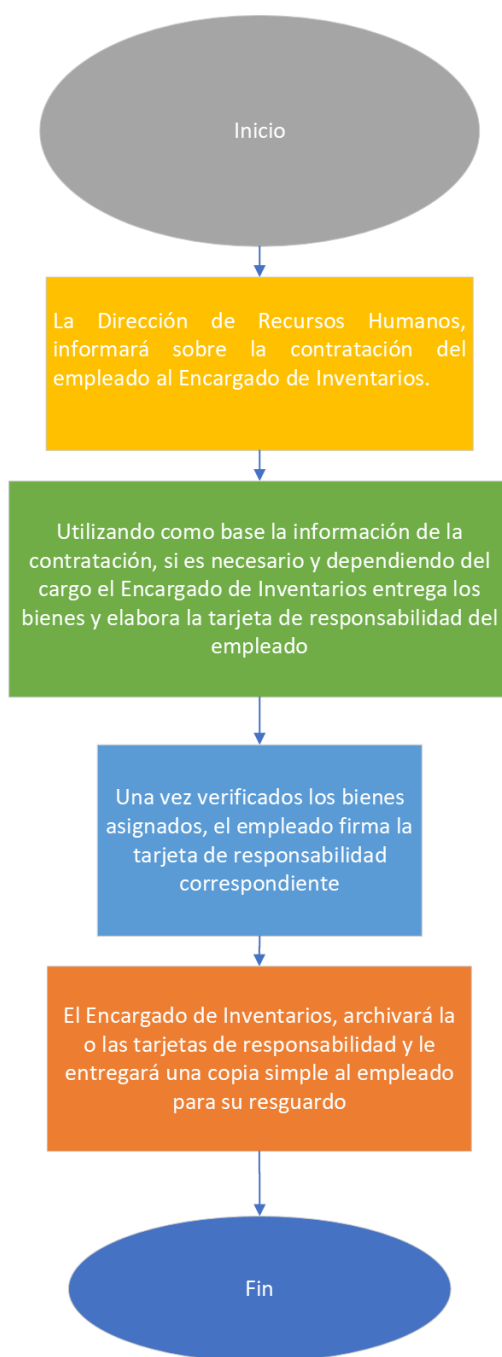 Inicio
La Dirección de Recursos Humanos,
informará sobre la contratación del
empleado al Encargado de Inventarios.
Utilizando como base la información de la
contratación, si es necesario y dependiendo del
cargo el Encargado de Inventarios entrega los
bienes y elabora la tarjeta de responsabilidad del
empleado
Una vez verificados los bienes
asignados, el empleado firma la
tarjeta de responsabilidad
correspondiente
El Encargado de Inventarios, archivará la
o las tarjetas de responsabilidad y le
entregará una copia simple al empleado
para su resguardo
Fin